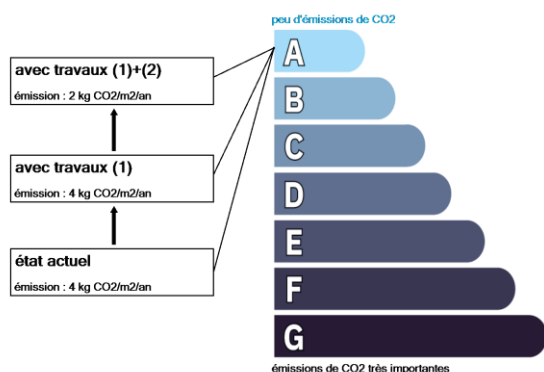 peu d'émissions de CO2
avec travaux (1)+(2)
émission : 2 kg CO2/m2/an
avec travaux (1)
émission : 4 kg CO2/m2/an
état actuel
émission : 4 kg CO2/m2/an
A
B
C
D
E
F
G
émissions de CO2 très importantes